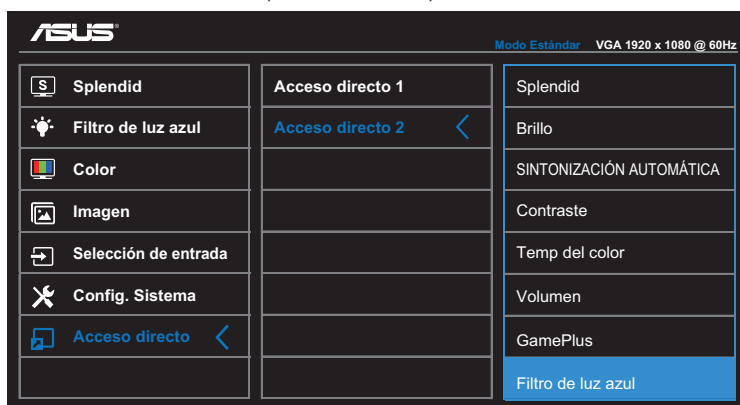 ASUS
Modo Estándar VGA 1920 x 1080 @ 60Hz
S Splendid
Filtro de luz azul
Color
Imagen
Selección de entrada
Config. Sistema
Acceso directo
Acceso directo 1
Acceso directo 2
Splendid
Brillo
SINTONIZACIÓN AUTOMÁTICA
Contraste
Temp del color
Volumen
GamePlus
Filtro de luz azul